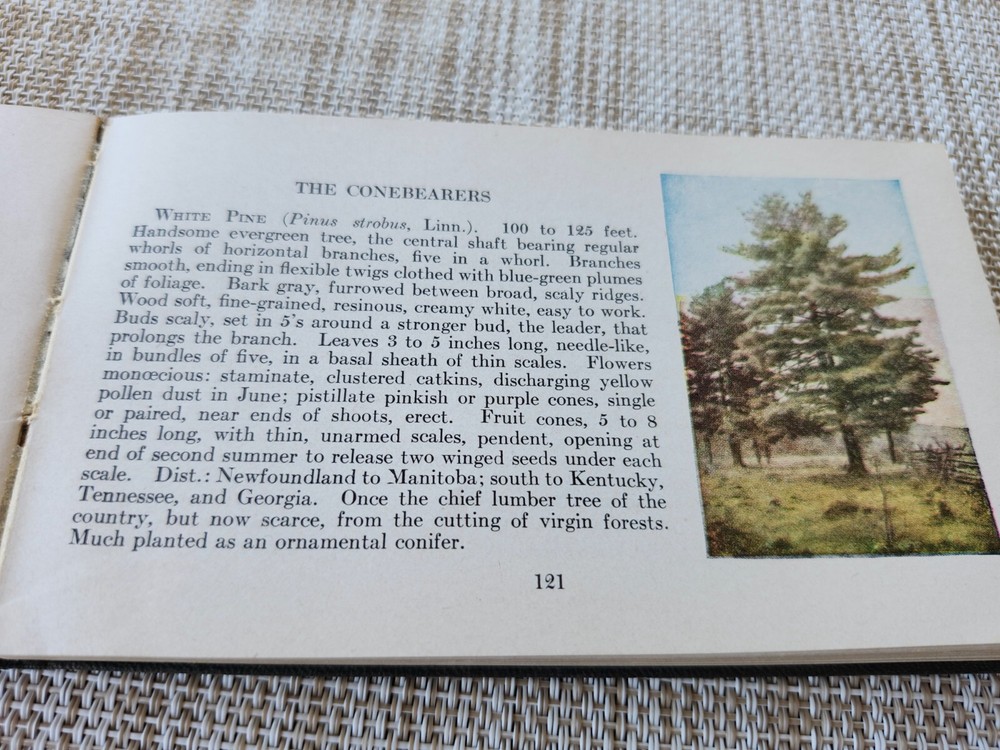 THE CONEBEARERS
WHITE PINE (Pinus strobus, Linn.). 100 to 125 feet.
Handsome evergreen tree, the central shaft bearing regular
whorls of horizontal branches, five in a whorl. Branches
smooth, ending in flexible twigs clothed with blue-green plumes
of foliage. Bark gray, furrowed between broad, scaly ridges.
Wood soft, fine-grained, resinous, creamy white, easy to work.
Buds scaly, set in 5's around a stronger bud, the leader, that
prolongs the branch. Leaves 3 to 5 inches long, needle-like,
in bundles of five, in a basal sheath of thin scales. Flowers
monœcious: staminate, clustered catkins, discharging yellow
pollen dust in June; pistillate pinkish or purple cones, single
or paired, near ends of shoots, erect. Fruit cones, 5 to 8
inches long, with thin, unarmed scales, pendent, opening at
end of second summer to release two winged seeds under each
scale. Dist.: Newfoundland to Manitoba; south to Kentucky,
Tennessee, and Georgia. Once the chief lumber tree of the
country, but now scarce, from the cutting of virgin forests.
Much planted as an ornamental conifer.
121